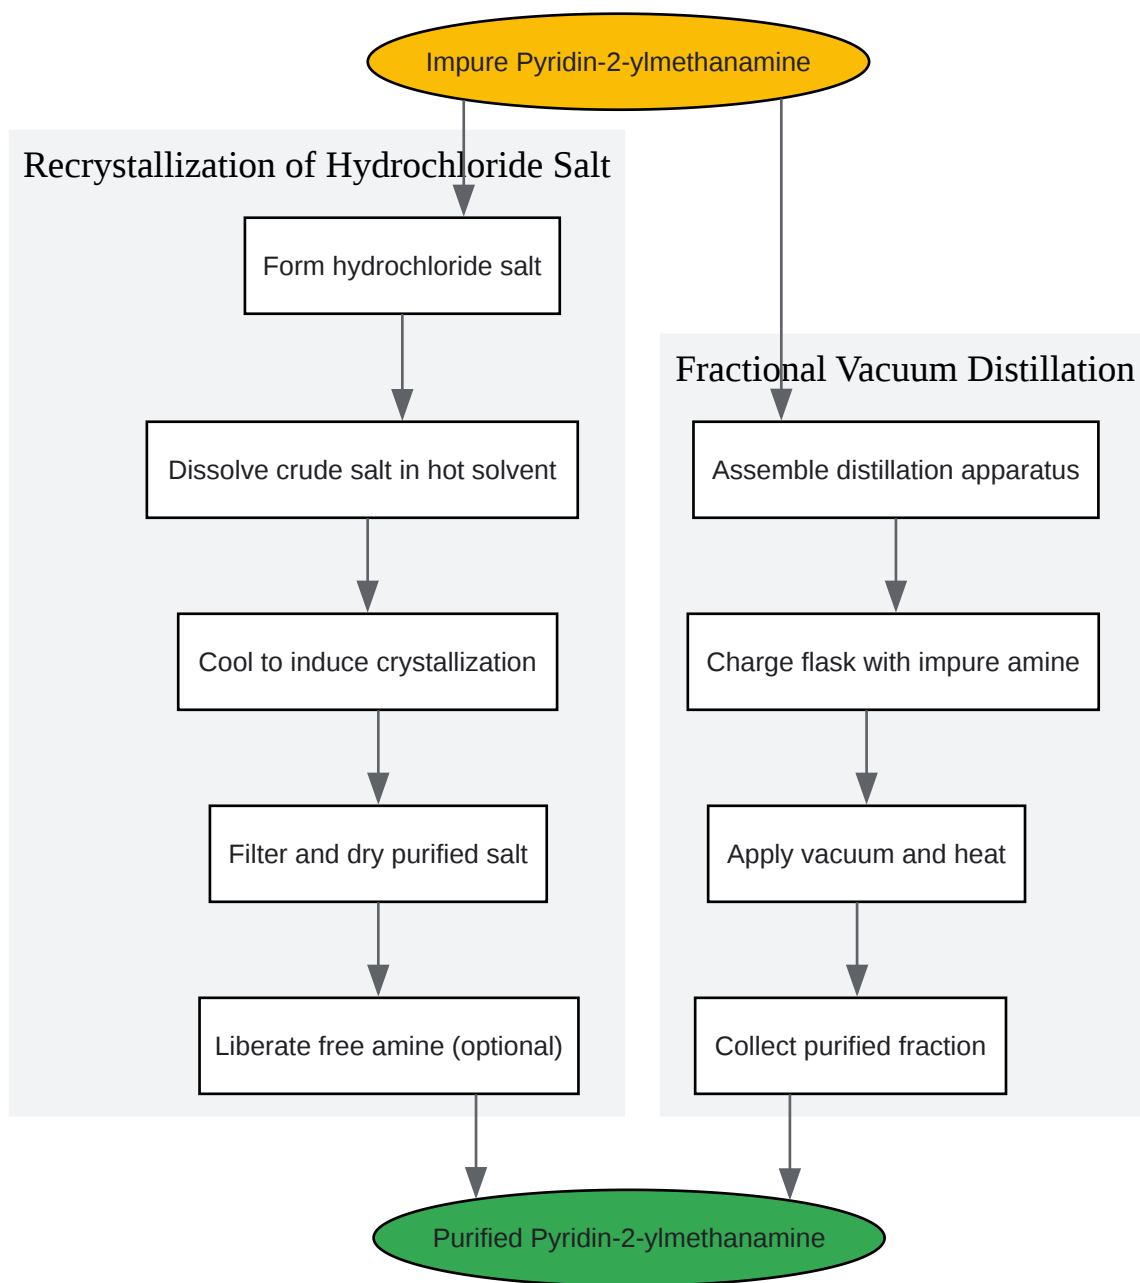 Impure Pyridin-2-ylmethanamine
Recrystallization of Hydrochloride Salt
Form hydrochloride salt
Dissolve crude salt in hot solvent
Cool to induce crystallization
Filter and dry purified salt
Liberate free amine (optional)
Fractional Vacuum Distillation
Assemble distillation apparatus
Charge flask with impure amine
Apply vacuum and heat
Collect purified fraction
Purified Pyridin-2-ylmethanamine